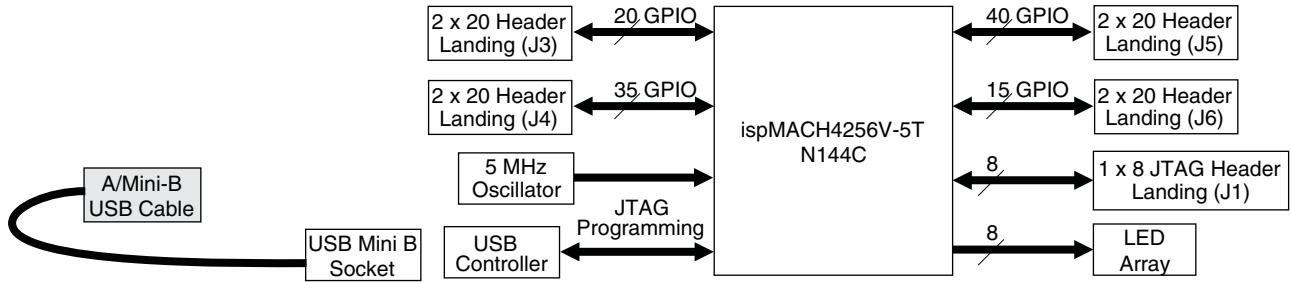 2 x 20 Header
Landing (J3)
20 GPIO
40 GPIO
2 x 20 Header
Landing (J5)
2 x 20 Header
Landing (J4)
35 GPIO
ispMACH4256V-5T
N144C
15 GPIO
2 x 20 Header
Landing (J6)
5 MHz
Oscillator
8
1 x 8 JTAG Header
Landing (J1)
A/Mini-B
USB Cable
USB Mini B
Socket
USB
Controller
JTAG
Programming
8
LED
Array